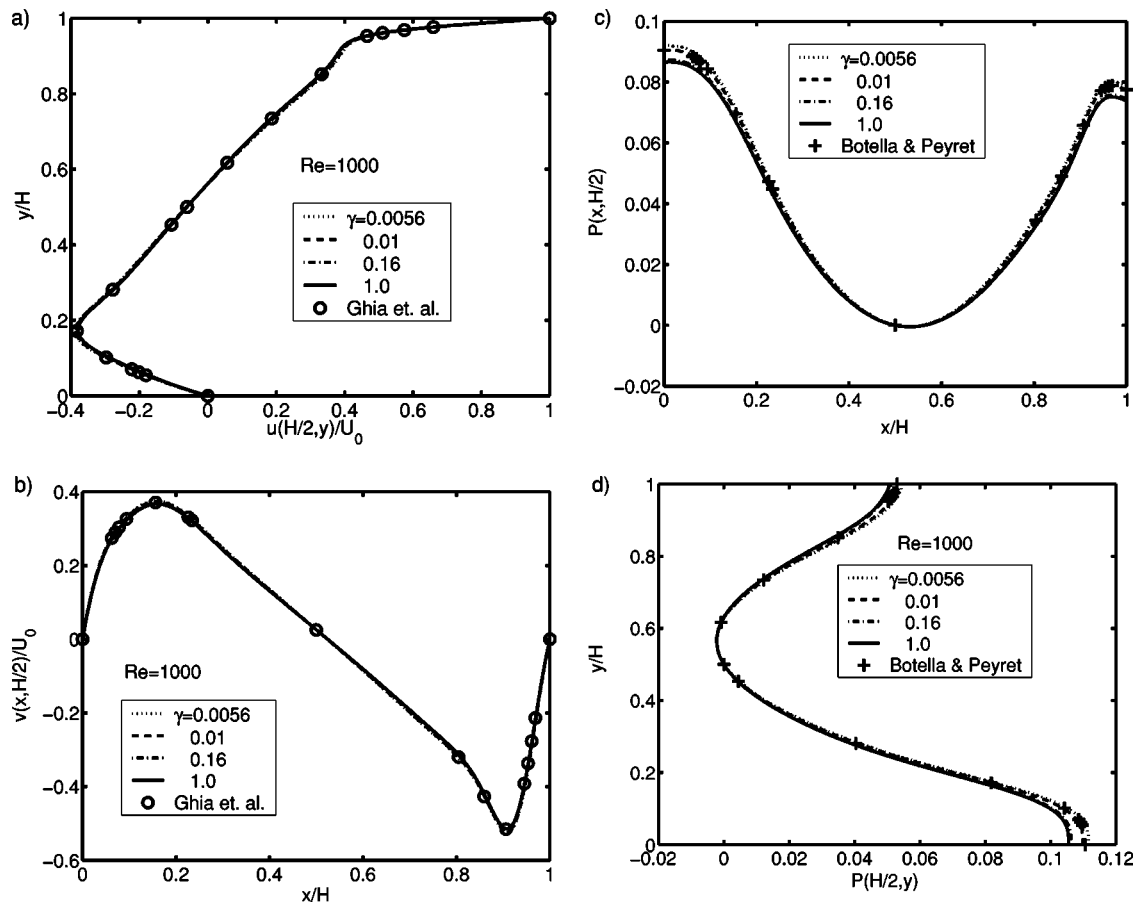 a)
1
0.8
0.6
0.4
0.2
0
y/H
Re=1000
γ=0.0056
0.01
0.16
1.0
Ghia et. al.
−0.4 −0.2 0 0.2 0.4 0.6 0.8 1
u(H/2,y)/U0
b)
0.4
0.2
0
−0.2
−0.4
−0.6
v(x,H/2)/U0
Re=1000
γ=0.0056
0.01
0.16
1.0
Ghia et. al.
0 0.2 0.4 0.6 0.8 1
x/H
c)
0.1
0.08
0.06
0.04
0.02
0
−0.02
P(x,H/2)
γ=0.0056
0.01
0.16
1.0
Botella & Peyret
0 0.2 0.4 0.6 0.8 1
x/H
d)
1
0.8
0.6
0.4
0.2
0
y/H
Re=1000
γ=0.0056
0.01
0.16
1.0
Botella & Peyret
−0.02 0 0.02 0.04 0.06 0.08 0.1 0.12
P(H/2,y)